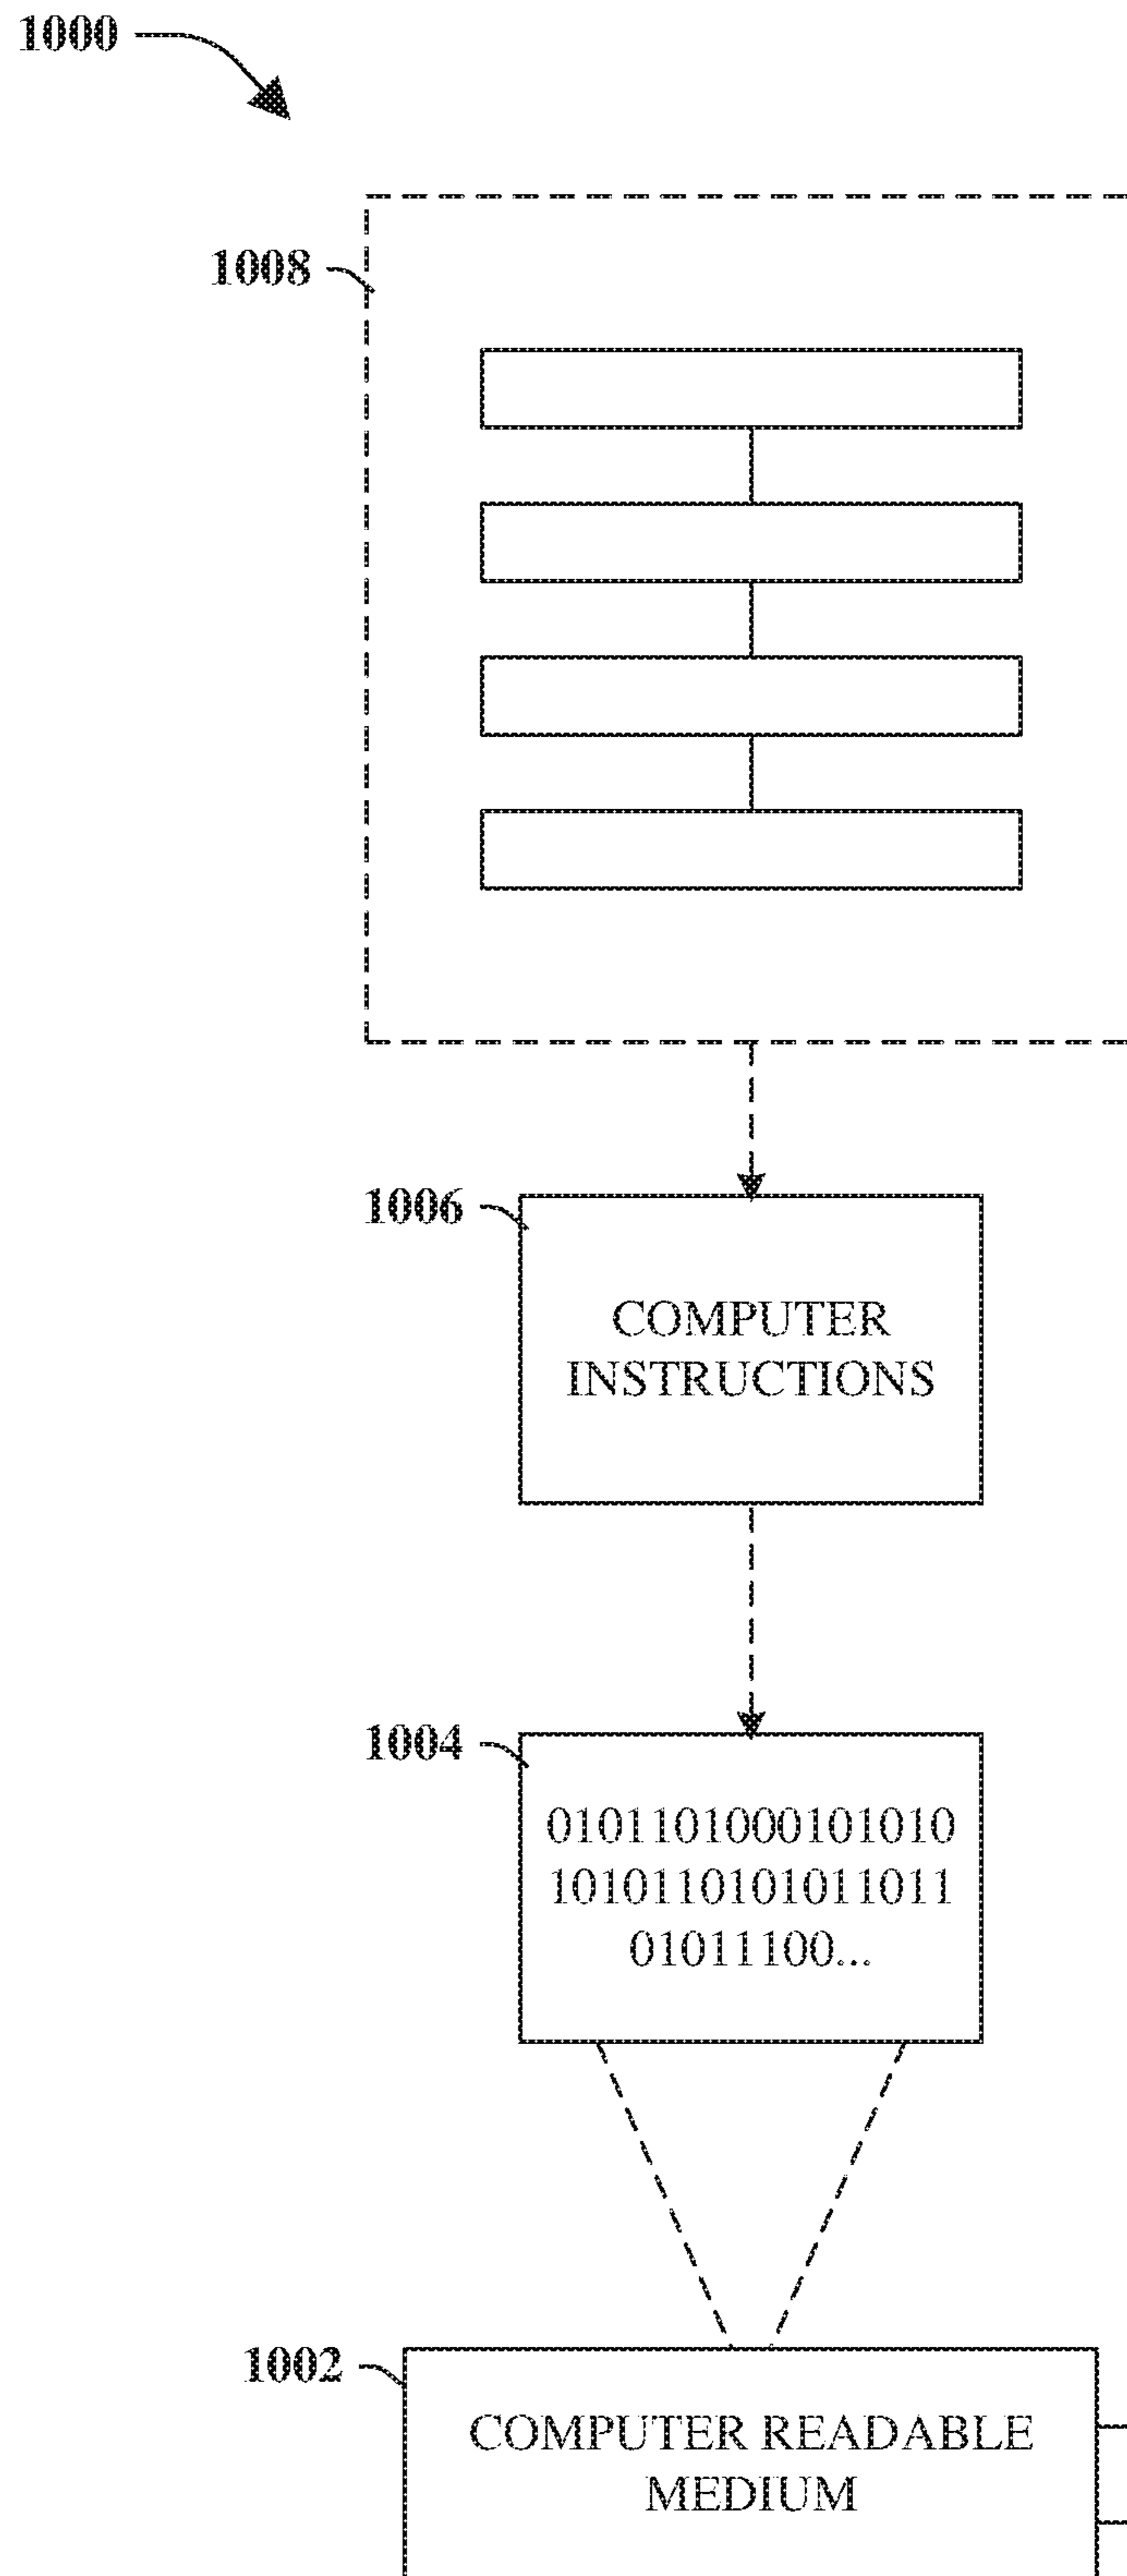 1000
1008
1006
COMPUTER
INSTRUCTIONS
1004
0101101000101010
1010110101011011
01011100...
1002
COMPUTER READABLE
MEDIUM